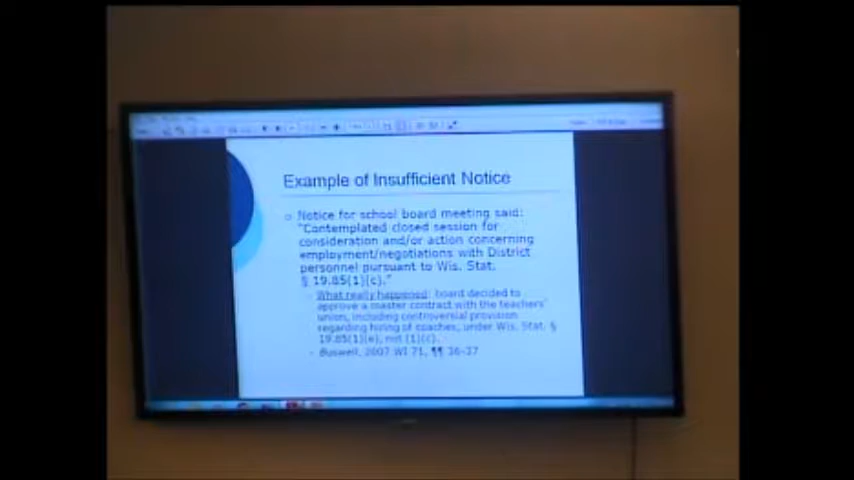 Example of Insufficient Notice
Notice for school board meeting said:
"Contemplated closed session for
consideration and/or action concerning
employment/negotiations with District
personnel pursuant to Wis. Stat.
§ 19.85(1)(c)."
What really happened: board decided to
approve a master contract with the teachers'
union, including controversial provision
regarding hiring of coaches, under Wis. Stat. §
19.85(1)(e), not (1)(c).
Buswell, 2007 WI 71, ¶¶ 36-37